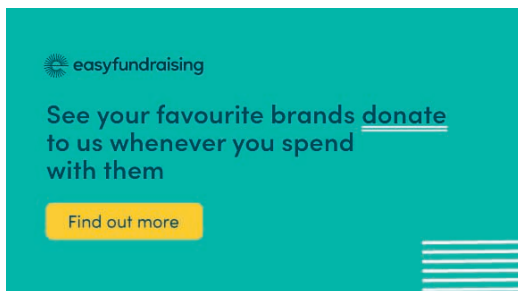 easyfundraising
See your favourite brands donate
to us whenever you spend
with them
Find out more